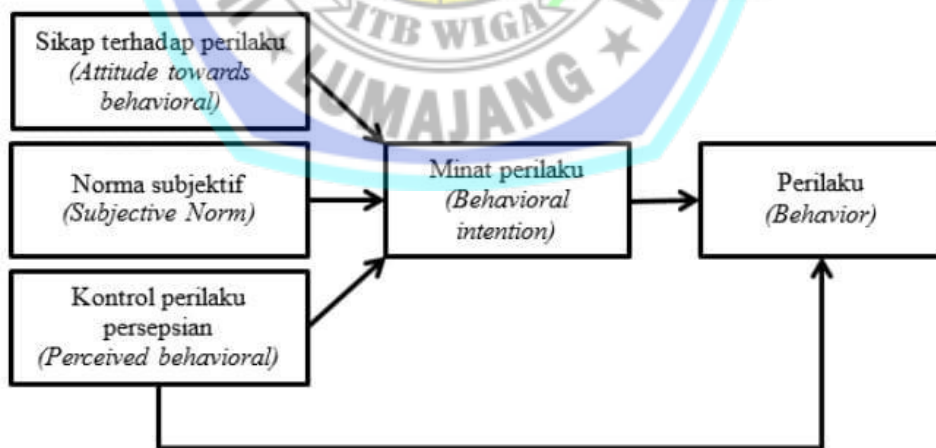 ITB WIGA
LUMAJANG
Sikap terhadap perilaku
(Attitude towards
behavioral)
Norma subjektif
(Subjective Norm)
Kontrol perilaku
persepsian
(Perceived behavioral)
Minat perilaku
(Behavioral
intention)
Perilaku
(Behavior)